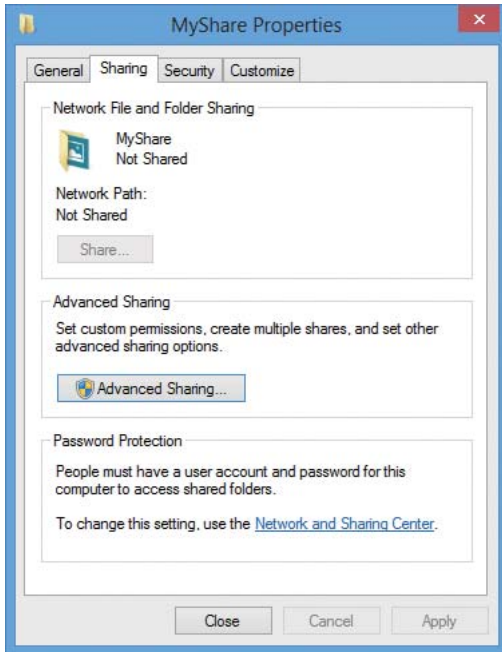 MyShare Properties
General Sharing Security Customize
Network File and Folder Sharing
MyShare
Not Shared
Network Path:
Not Shared
Share...
Advanced Sharing
Set custom permissions, create multiple shares, and set other
advanced sharing options.
Advanced Sharing...
Password Protection
People must have a user account and password for this
computer to access shared folders.
To change this setting, use the Network and Sharing Center.
Close Cancel Apply